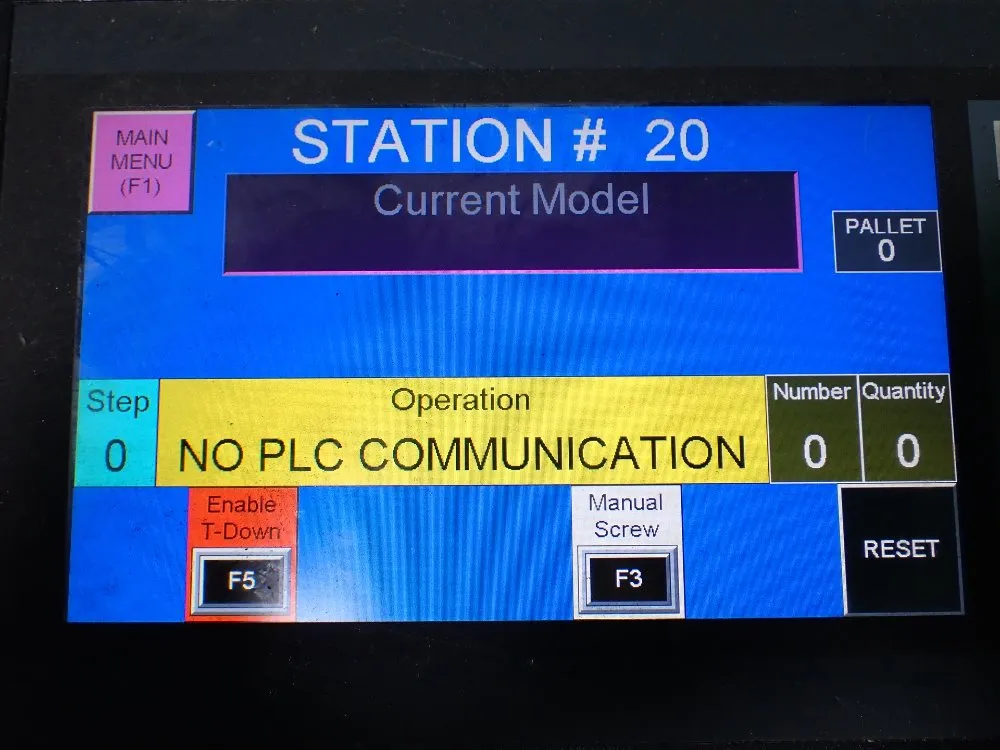 MAIN
MENU
(F1)
STATION # 20
Current Model
PALLET
0
Step
0
Operation
NO PLC COMMUNICATION
Number
0
Quantity
0
Enable
T-Down
F5
Manual
Screw
F3
RESET